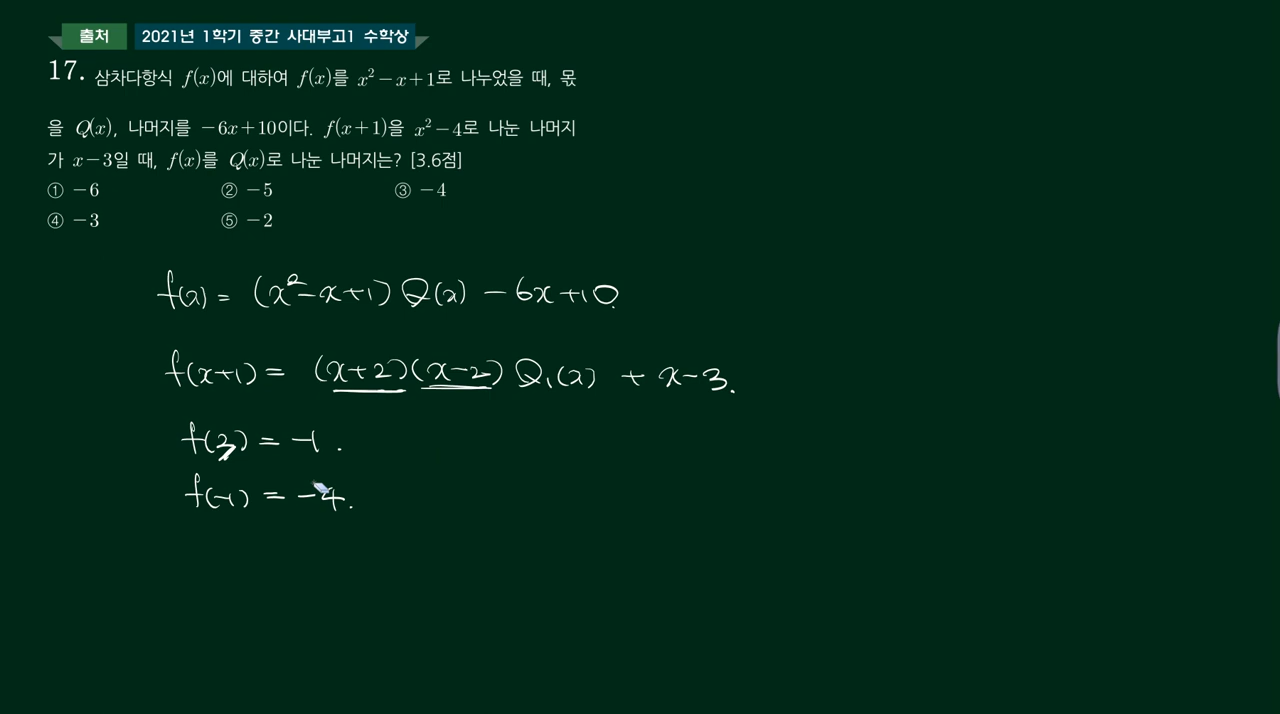 출처 2021년 1학기 중간 사대부고1 수학상
17. 삼차다항식 f(x)에 대하여 f(x)를 x²-x+1로 나누었을 때, 몫
을 Q(x), 나머지를 -6x+10이다. f(x+1)을 x²-4로 나눈 나머지
가 x-3일 때, f(x)를 Q(x)로 나눈 나머지는? [3.6점]
① -6 ② -5 ③ -4
④ -3 ⑤ -2
f(x) = (x²-x+1) Q(x) - 6x+10.
f(x+1) = (x+2)(x-2) Q₁(x) + x-3.
f(3) = -1.
f(-1) = -4.